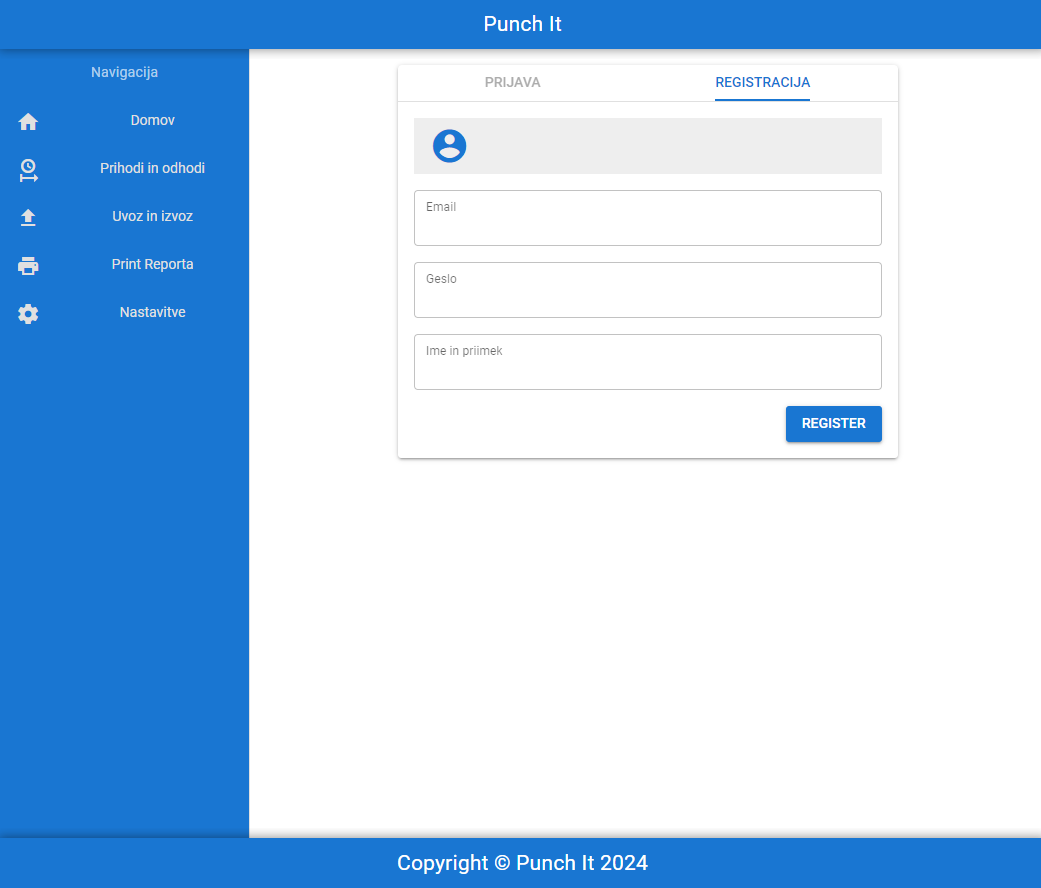 Punch It
Navigacija
Domov
Prihodi in odhodi
Uvoz in izvoz
Print Reporta
Nastavitve
PRIJAVA
REGISTRACIJA
Email
Geslo
Ime in priimek
REGISTER
Copyright © Punch It 2024